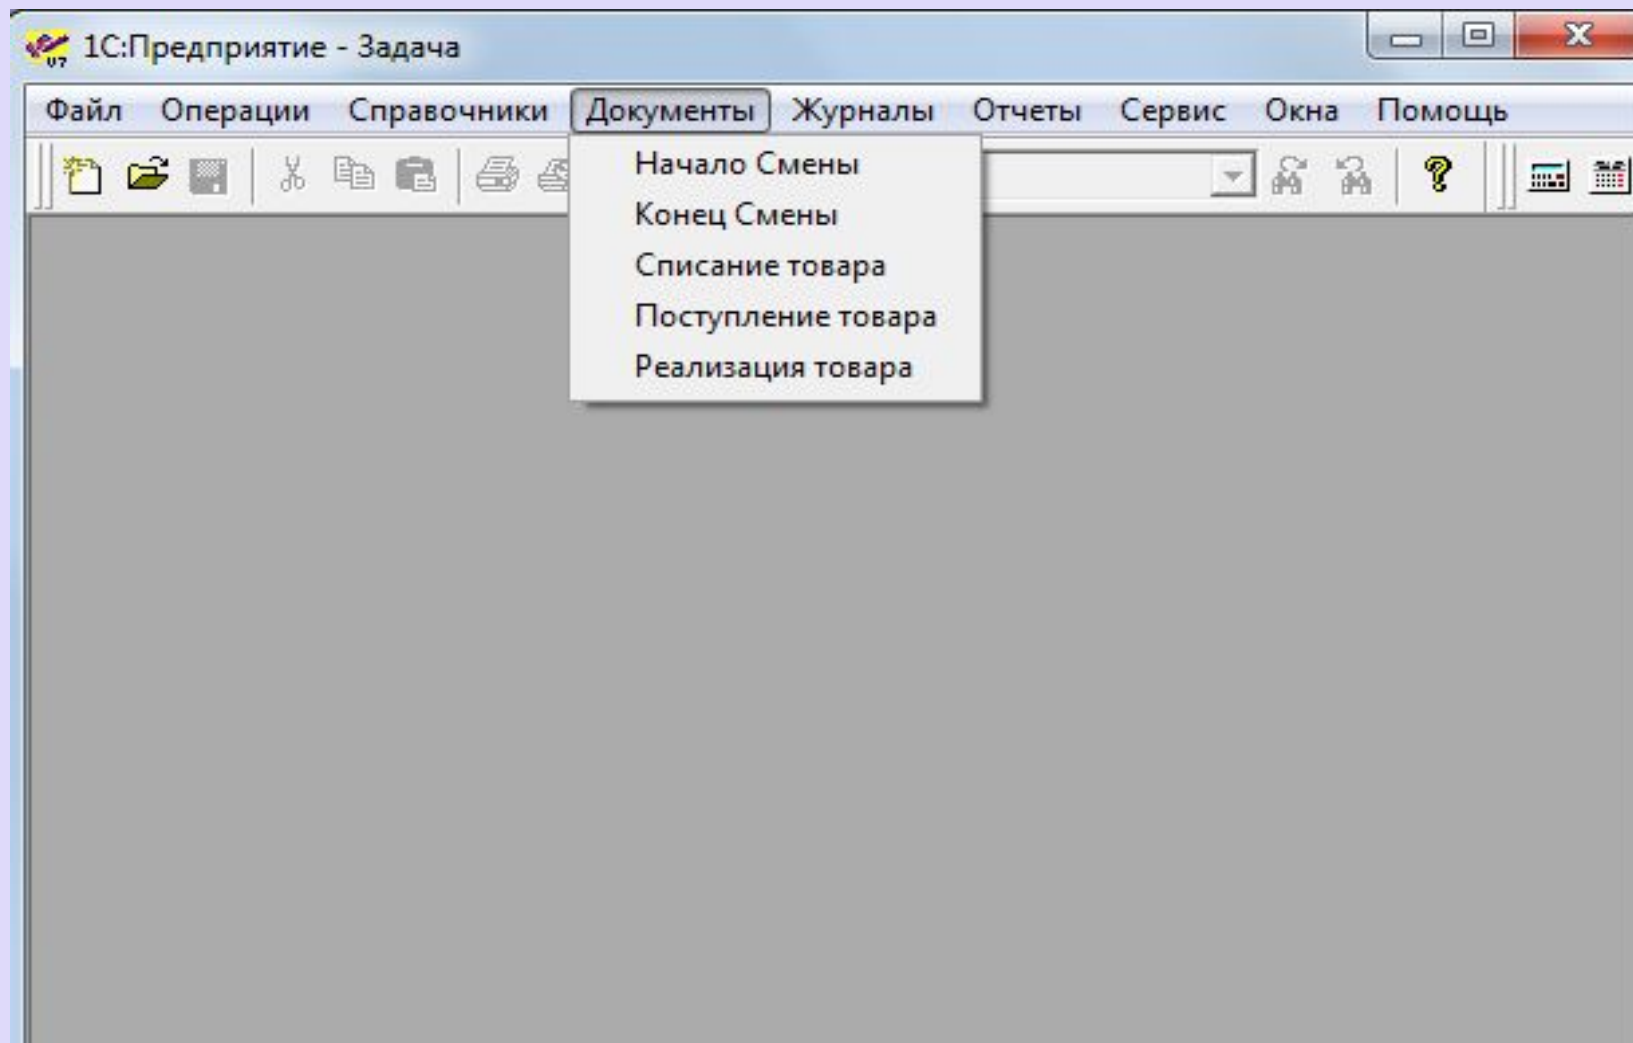 1С:Предприятие - Задача
Файл Операции Справочники Документы Журналы Отчеты Сервис Окна Помощь
Начало Смены
Конец Смены
Списание товара
Поступление товара
Реализация товара